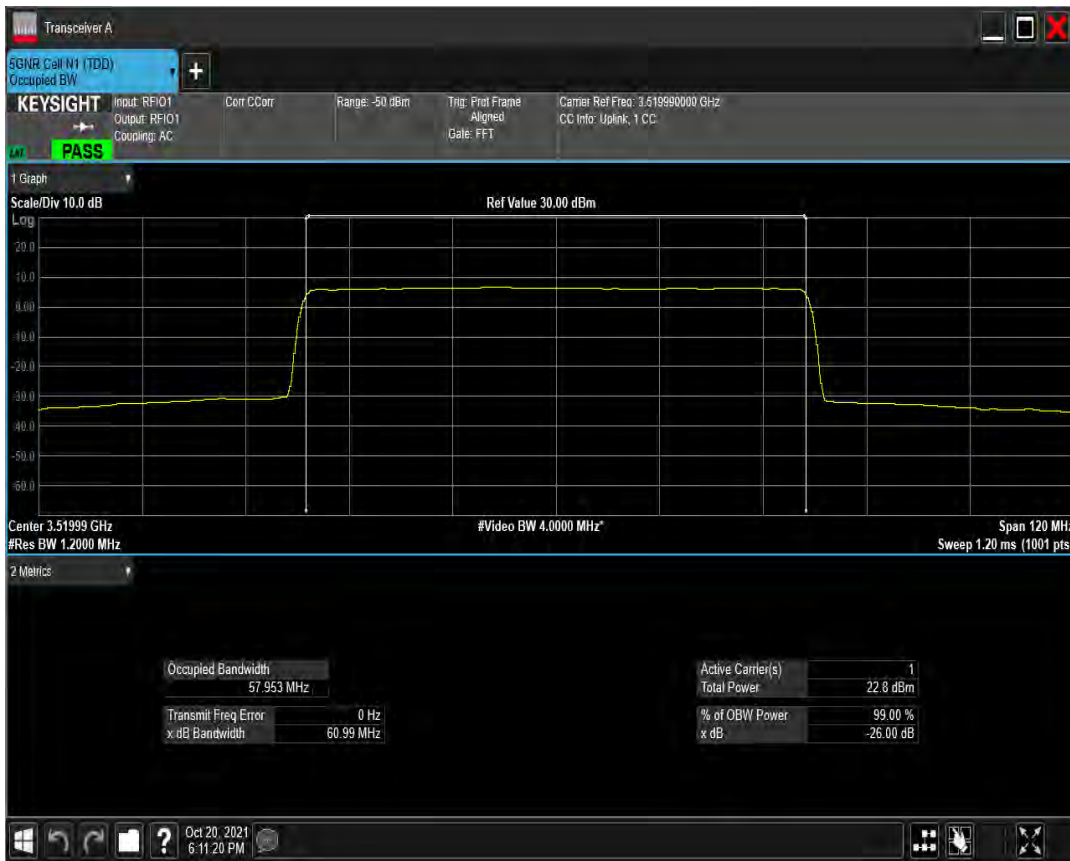 Transceiver A
5GNR Cell N1 (TDD)
Occupied BW
+
KEYSIGHT
Input: RFIO1
Output: RFIO1
Coupling: AC
Corr CCorr
Range: -50 dBm
Trig: Prot Frame
Aligned
Gate: FFT
Carrier Ref Freq: 3.519990000 GHz
CC Info: Uplink, 1 CC
PASS
1 Graph
Scale/Div 10.0 dB
Ref Value 30.00 dBm
Log
20.0
10.0
0.00
-10.0
-20.0
-30.0
-40.0
-50.0
-60.0
Center 3.51999 GHz
#Video BW 4.0000 MHz*
Span 120 MHz
#Res BW 1.2000 MHz
Sweep 1.20 ms (1001 pts
2 Metrics
Occupied Bandwidth
57.953 MHz
Transmit Freq Error 0 Hz
x dB Bandwidth 60.99 MHz
Active Carrier(s) 1
Total Power 22.8 dBm
% of OBW Power 99.00 %
x dB -26.00 dB
?
Oct 20, 2021
6:11:20 PM